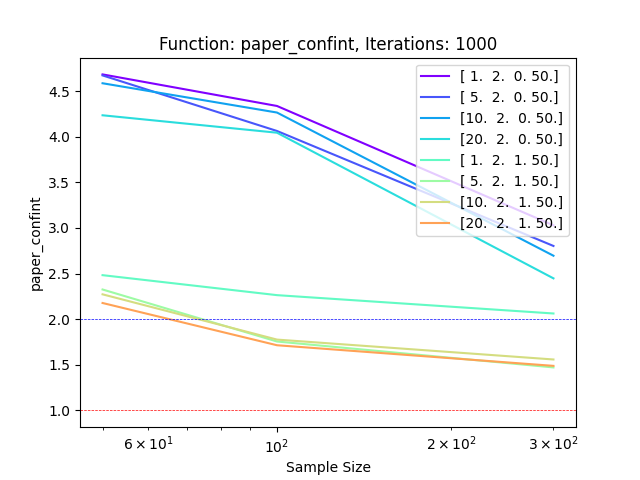 Function: paper_confint, Iterations: 1000
[ 1. 2. 0. 50.]
[ 5. 2. 0. 50.]
[10. 2. 0. 50.]
[20. 2. 0. 50.]
[ 1. 2. 1. 50.]
[ 5. 2. 1. 50.]
[10. 2. 1. 50.]
[20. 2. 1. 50.]
paper_confint
4.5
4.0
3.5
3.0
2.5
2.0
1.5
1.0
6 × 10¹ 10² 2 × 10² 3 × 10²
Sample Size